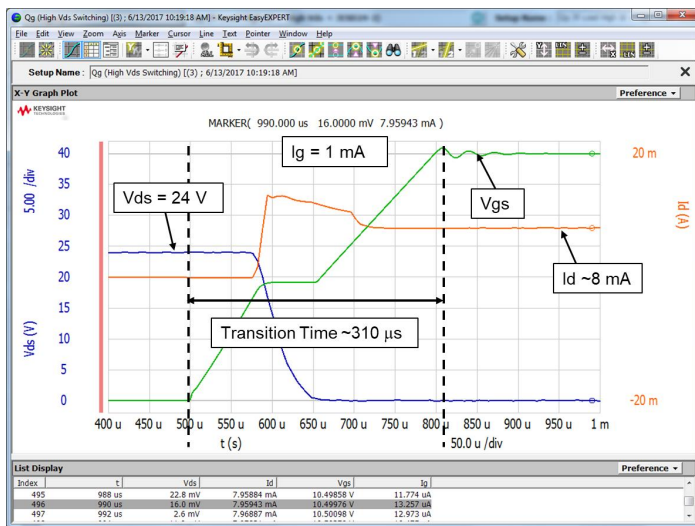 Qg (High Vds Switching) [(3) ; 6/13/2017 10:19:18 AM] - Keysight EasyEXPERT
File Edit View Zoom Axis Marker Cursor Line Text Pointer Window Help
Setup Name : Qg (High Vds Switching) [(3) ; 6/13/2017 10:19:18 AM]
X-Y Graph Plot
Preference
KEYSIGHT
TECHNOLOGIES
MARKER( 990.000 us 16.0000 mV 7.95943 mA )
Ig = 1 mA
40
35
30
25
20
15
10
5
0
5.00 /div
Vds (V)
Vds = 24 V
Vgs
Id ~8 mA
Transition Time ~310 µs
20 m
Id (A)
-20 m
400 u 450 u 500 u 550 u 600 u 650 u 700 u 750 u 800 u 850 u 900 u 950 u 1 m
t (s)
50.0 u /div
List Display
Preference
Index t Vds Id Vgs Ig
495 988 us 22.8 mV 7.95884 mA 10.49858 V 11.774 uA
496 990 us 16.0 mV 7.95943 mA 10.49976 V 13.257 uA
497 992 us 2.6 mV 7.96887 mA 10.50098 V 12.973 uA